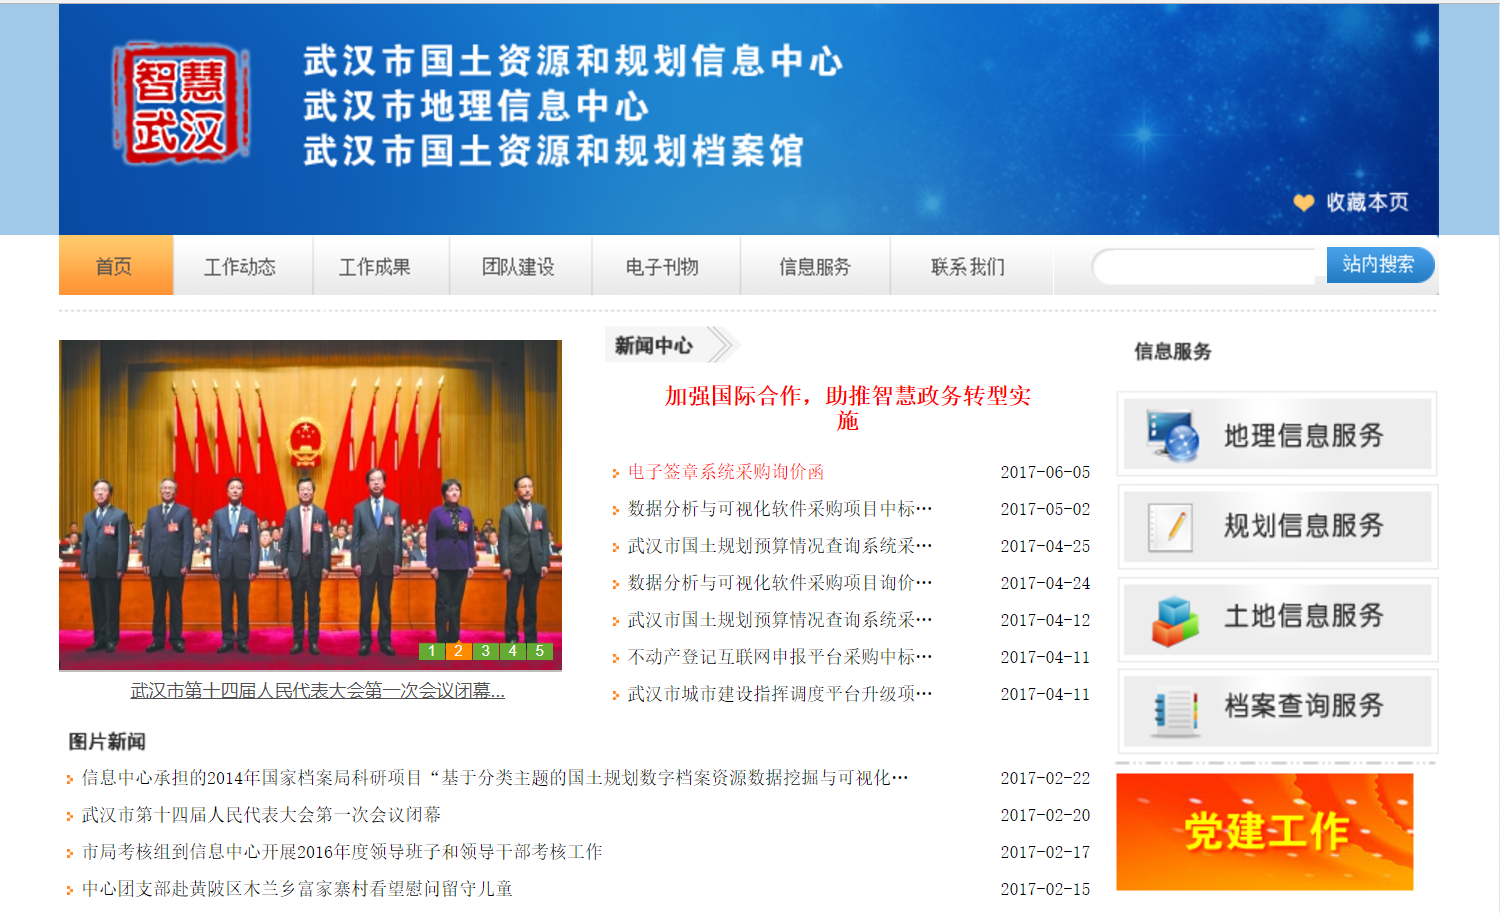 智慧
武汉
武汉市国土资源和规划信息中心
武汉市地理信息中心
武汉市国土资源和规划档案馆
收藏本页
首页
工作动态
工作成果
团队建设
电子刊物
信息服务
联系我们
站内搜索
1 2 3 4 5
武汉市第十四届人民代表大会第一次会议闭幕...
新闻中心
加强国际合作，助推智慧政务转型实
施
电子签章系统采购询价函 2017-06-05
数据分析与可视化软件采购项目中标… 2017-05-02
武汉市国土规划预算情况查询系统采… 2017-04-25
数据分析与可视化软件采购项目询价… 2017-04-24
武汉市国土规划预算情况查询系统采… 2017-04-12
不动产登记互联网申报平台采购中标… 2017-04-11
武汉市城市建设指挥调度平台升级项… 2017-04-11
图片新闻
信息中心承担的2014年国家档案局科研项目“基于分类主题的国土规划数字档案资源数据挖掘与可视化… 2017-02-22
武汉市第十四届人民代表大会第一次会议闭幕 2017-02-20
市局考核组到信息中心开展2016年度领导班子和领导干部考核工作 2017-02-17
中心团支部赴黄陂区木兰乡富家寨村看望慰问留守儿童 2017-02-15
信息服务
地理信息服务
规划信息服务
土地信息服务
档案查询服务
党建工作